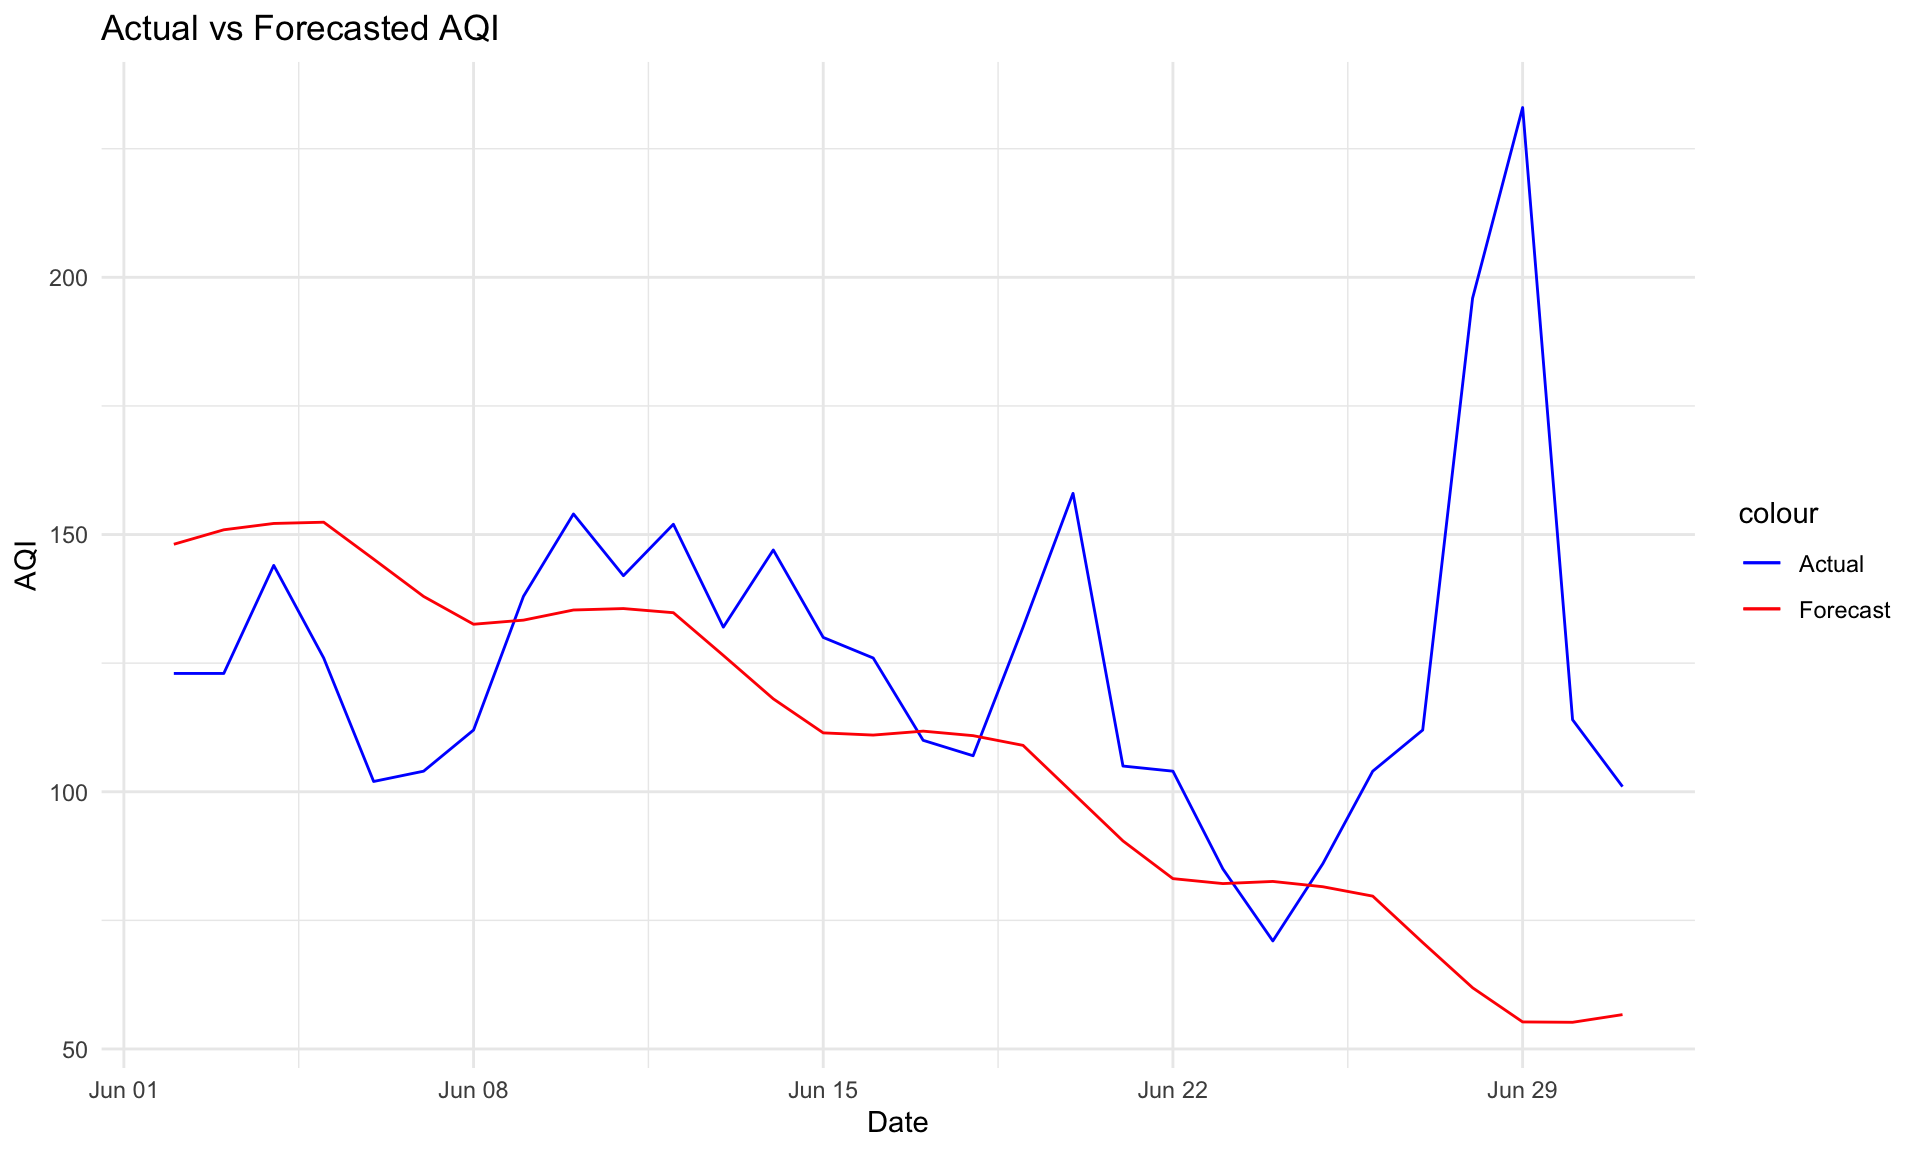 Actual vs Forecasted AQI
AQI
200
150
100
50
Jun 01
Jun 08
Jun 15
Jun 22
Jun 29
Date
colour
Actual
Forecast